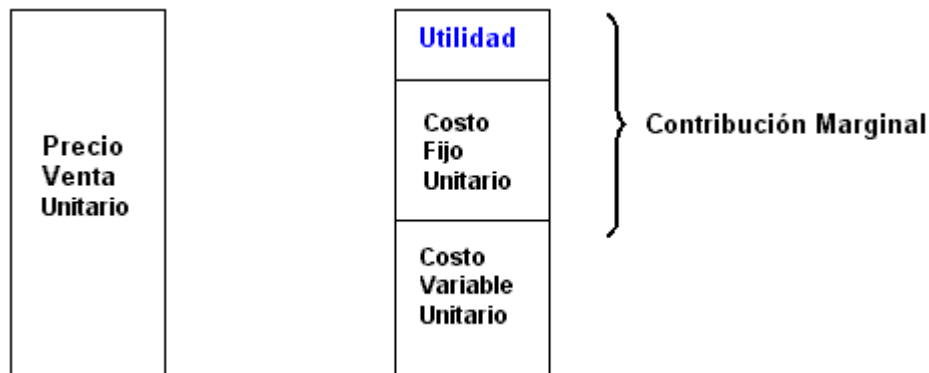 Precio
Venta
Unitario
Utilidad
Costo
Fijo
Unitario
Costo
Variable
Unitario
Contribución Marginal